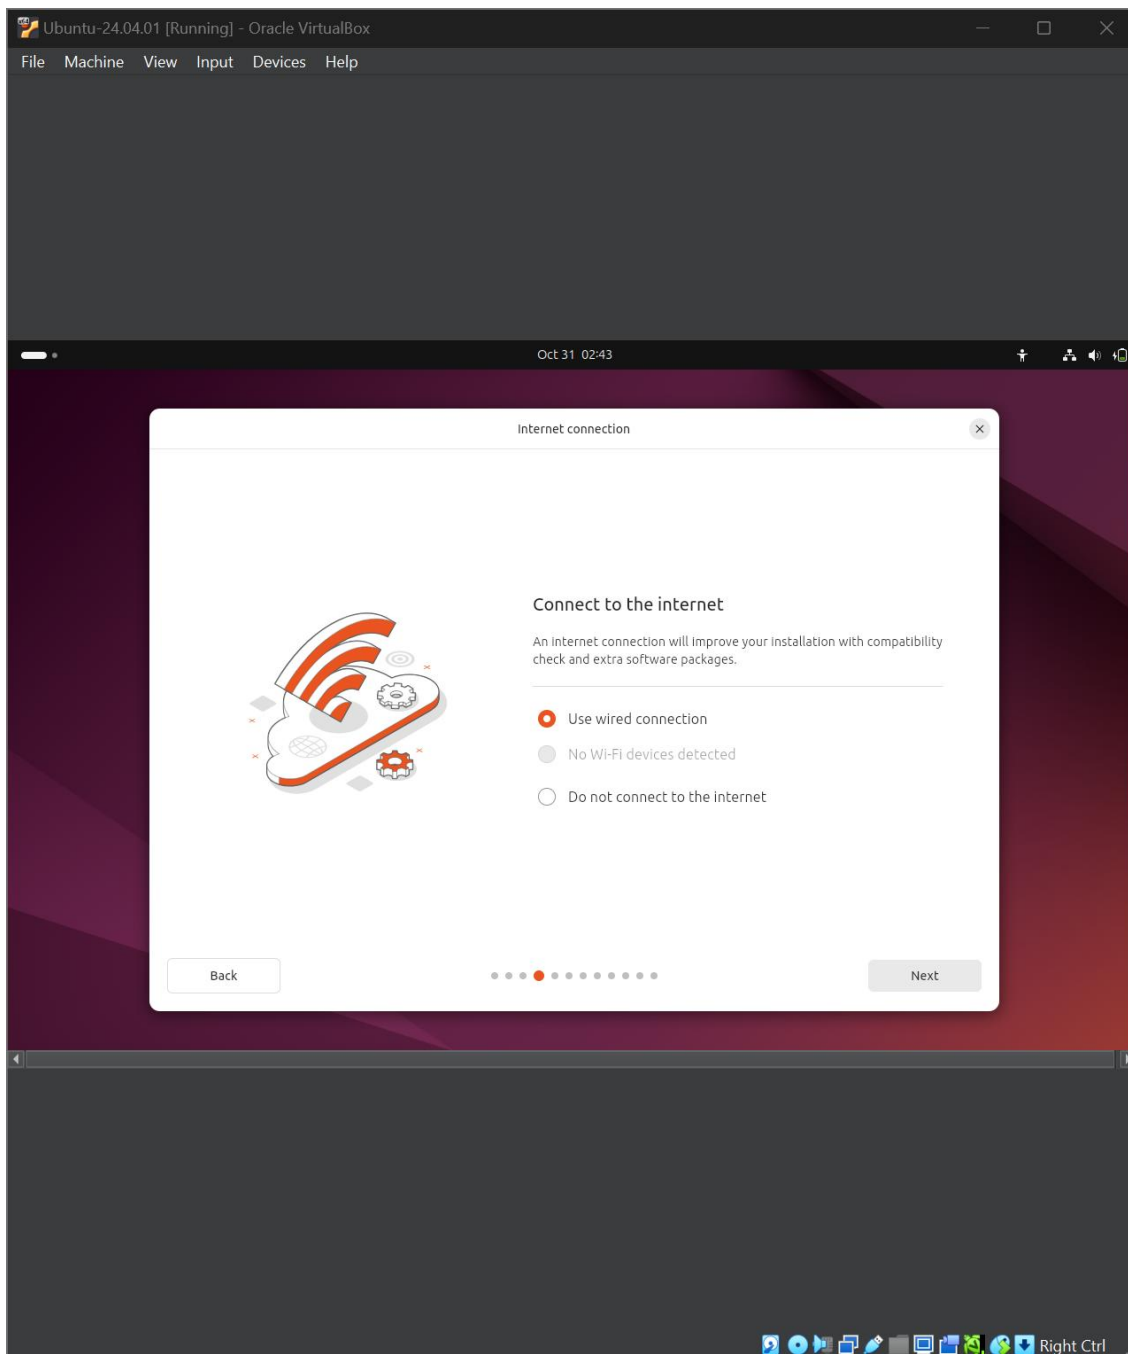 Ubuntu-24.04.01 [Running] - Oracle VirtualBox
File Machine View Input Devices Help
Oct 31 02:43
Internet connection
Connect to the internet
An internet connection will improve your installation with compatibility
check and extra software packages.
Use wired connection
No Wi-Fi devices detected
Do not connect to the internet
Back
Next
Right Ctrl